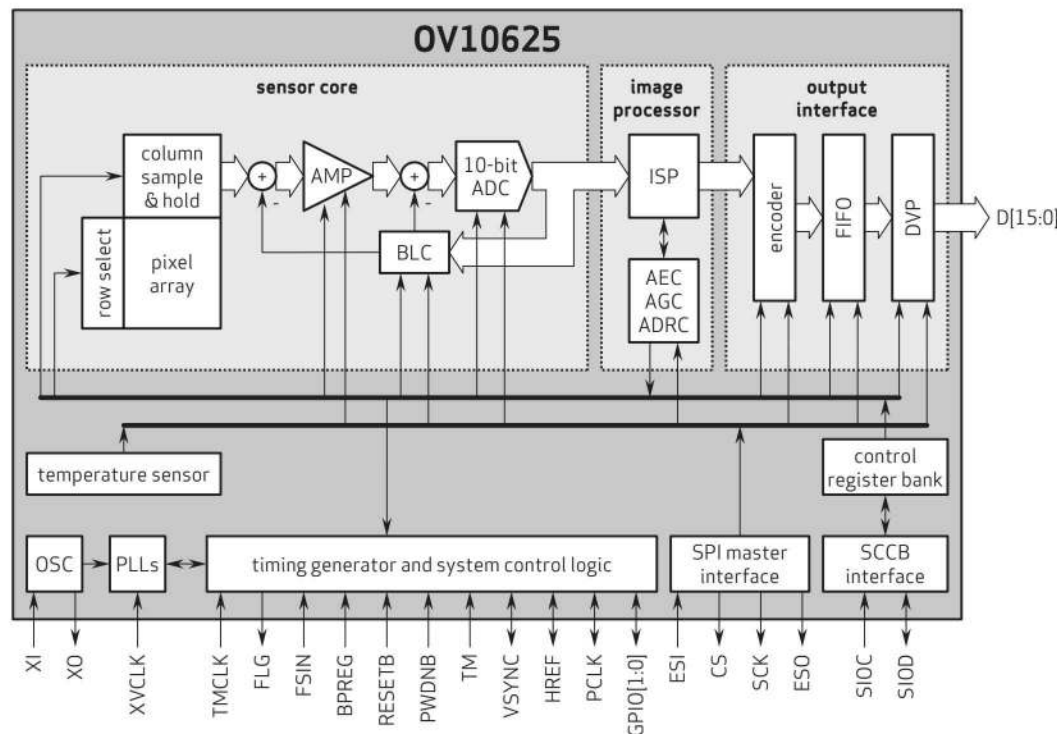 OV10625
sensor core
image
processor
output
interface
column
sample
& hold
row select
pixel
array
+
-
AMP
+
-
10-bit
ADC
BLC
ISP
AEC
AGC
ADRC
encoder
FIFO
DVP
D[15:0]
temperature sensor
control
register bank
OSC
PLLs
timing generator and system control logic
SPI master
interface
SCCB
interface
XI
XO
XVCLK
TMCLK
FLG
FSIN
BPREG
RESETB
PWDNB
TM
VSYNC
HREF
PCLK
GPIO[1:0]
ESI
CS
SCK
ESO
SIOC
SIOD